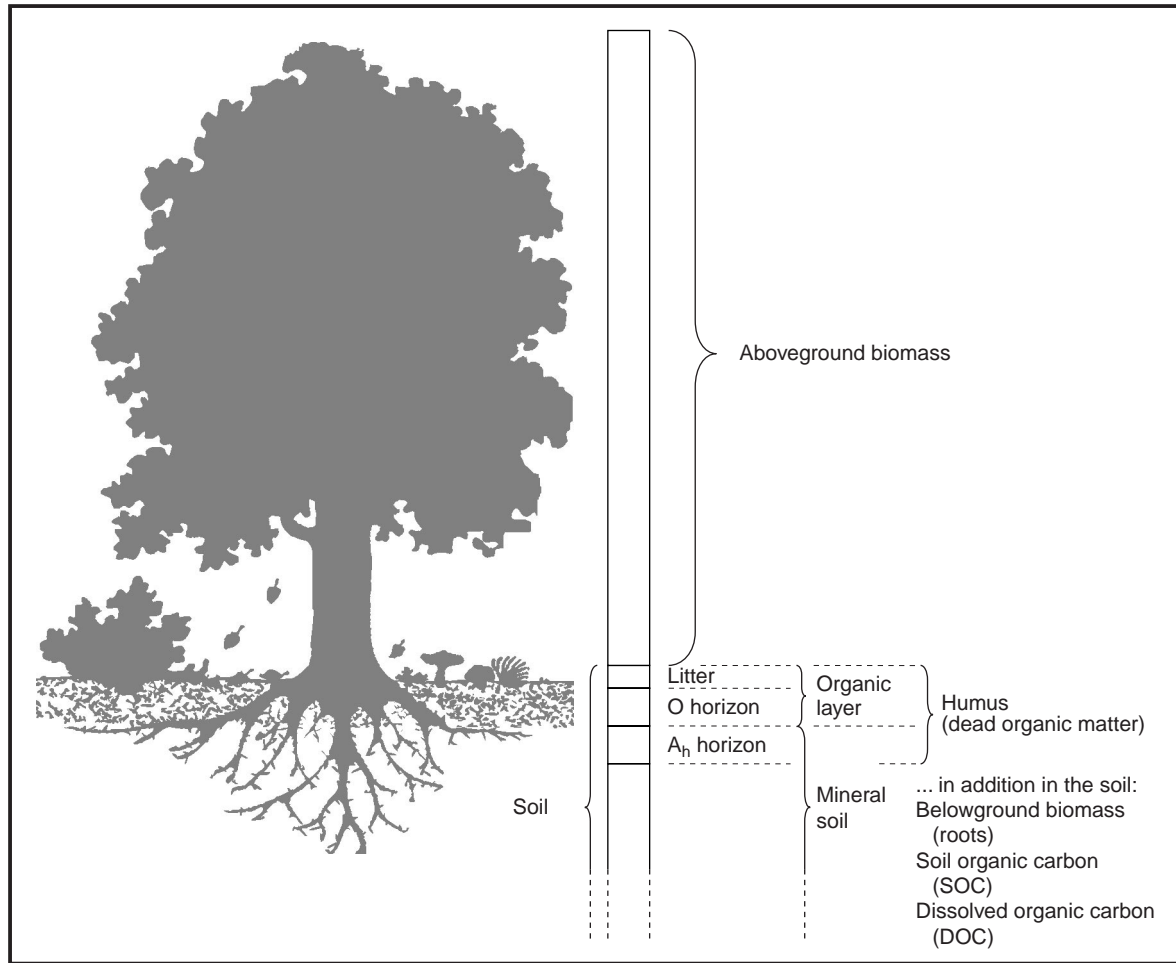 Aboveground biomass
Litter
O horizon
A_h horizon
Organic
layer
Humus
(dead organic matter)
Soil
Mineral
soil
... in addition in the soil:
Belowground biomass
(roots)
Soil organic carbon
(SOC)
Dissolved organic carbon
(DOC)